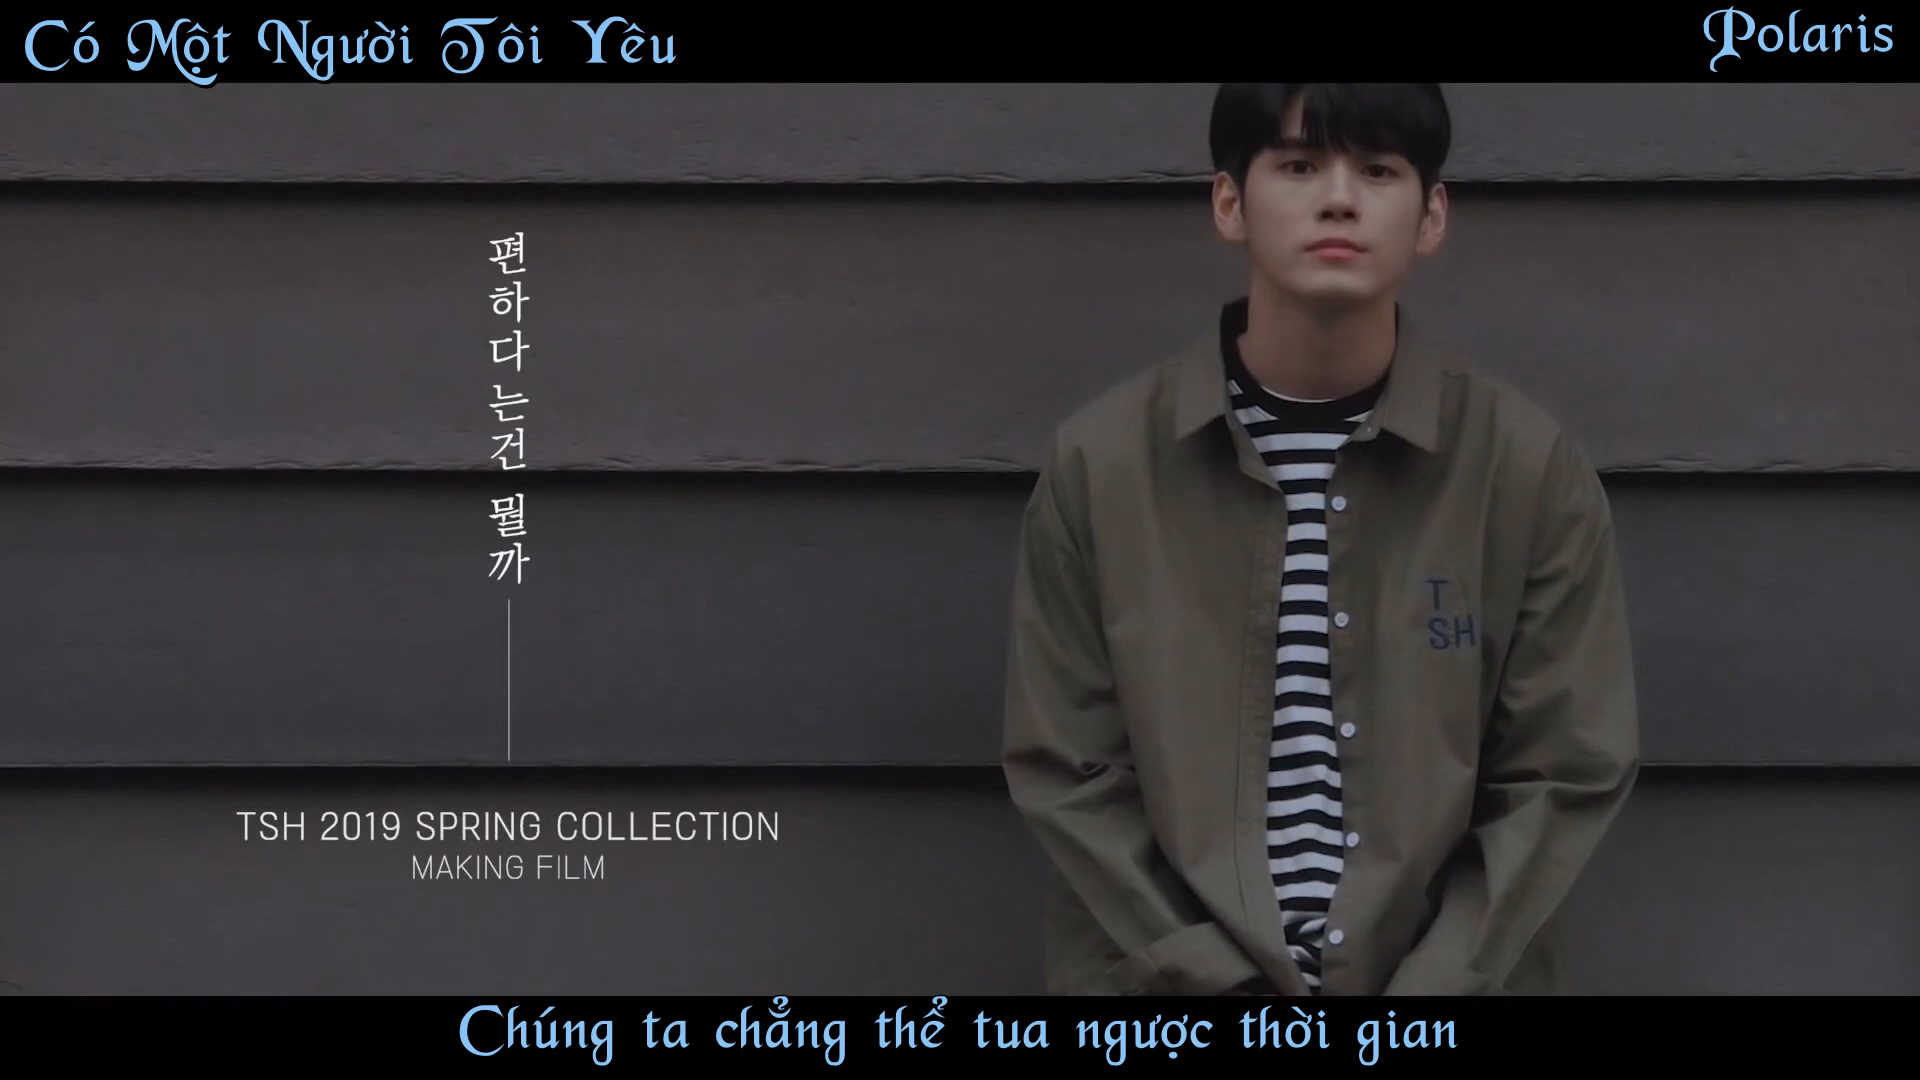 Có Một Người Tôi Yêu
Polaris
편하다는건 뭘까
TSH 2019 SPRING COLLECTION
MAKING FILM
T
SH
Chúng ta chẳng thể tua ngược thời gian